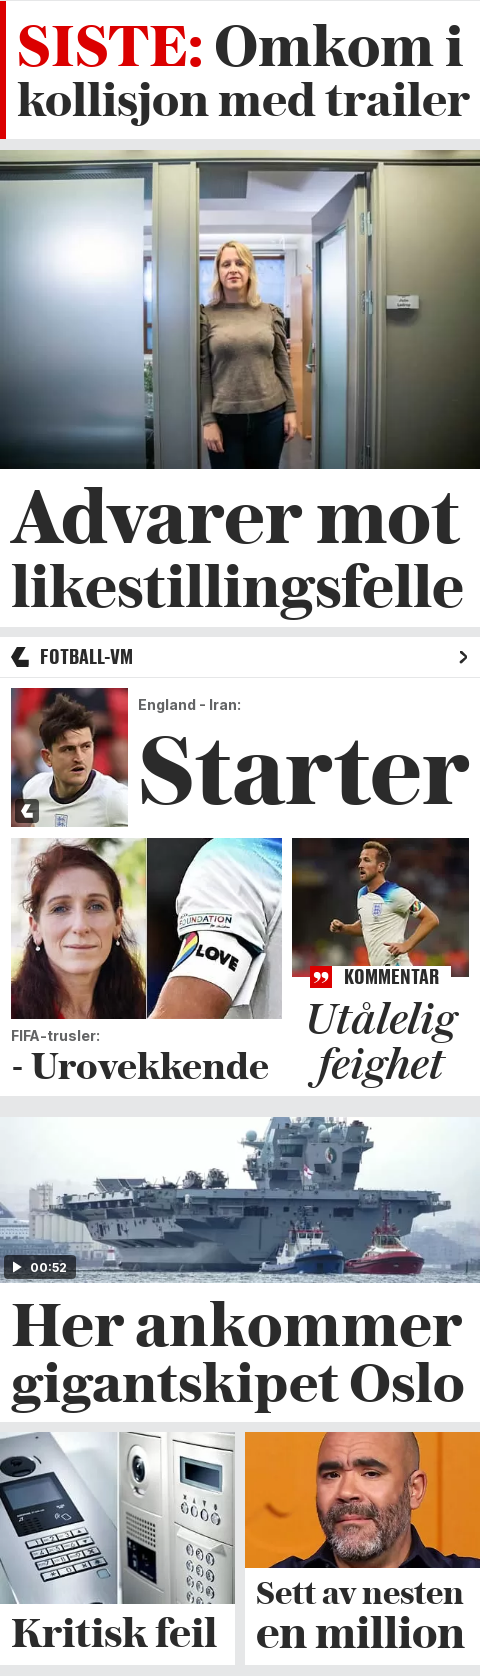 SISTE: Omkom i
kollisjon med trailer
Advarer mot
likestillingsfelle
FOTBALL-VM
England - Iran:
Starter
FOUNDATION
LOVE
FIFA-trusler:
- Urovekkende
KOMMENTAR
Utålelig
feighet
00:52
Her ankommer
gigantskipet Oslo
Kritisk feil
Sett av nesten
en million